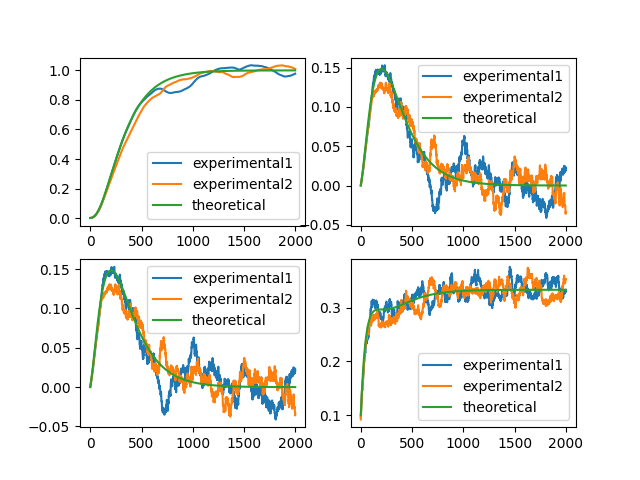 1.0
0.8
0.6
0.4
0.2
0.0
experimental1
experimental2
theoretical
0 500 1000 1500 2000
0.15
0.10
0.05
0.00
−0.05
experimental1
experimental2
theoretical
0 500 1000 1500 2000
0.15
0.10
0.05
0.00
−0.05
experimental1
experimental2
theoretical
0 500 1000 1500 2000
0.3
0.2
0.1
experimental1
experimental2
theoretical
0 500 1000 1500 2000